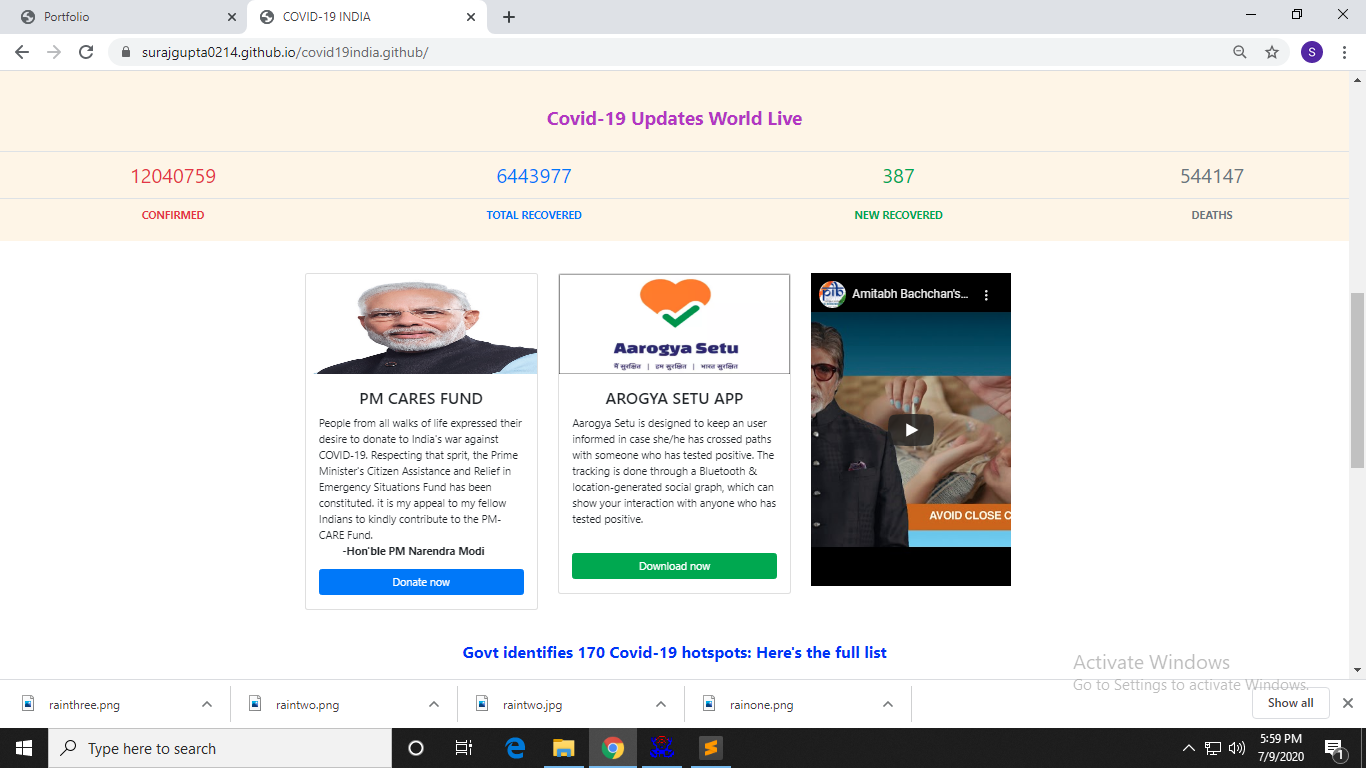 Portfolio
COVID-19 INDIA
surajgupta0214.github.io/covid19india.github/
S
Covid-19 Updates World Live
12040759
6443977
387
544147
CONFIRMED
TOTAL RECOVERED
NEW RECOVERED
DEATHS
Aarogya Setu
मैं सुरक्षित | हम सुरक्षित | भारत सुरक्षित
pib
Amitabh Bachchan's...
AVOID CLOSE C
PM CARES FUND
People from all walks of life expressed their
desire to donate to India's war against
COVID-19. Respecting that sprit, the Prime
Minister's Citizen Assistance and Relief in
Emergency Situations Fund has been
constituted. it is my appeal to my fellow
Indians to kindly contribute to the PM-
CARE Fund.
-Hon'ble PM Narendra Modi
Donate now
AROGYA SETU APP
Aarogya Setu is designed to keep an user
informed in case she/he has crossed paths
with someone who has tested positive. The
tracking is done through a Bluetooth &
location-generated social graph, which can
show your interaction with anyone who has
tested positive.
Download now
Govt identifies 170 Covid-19 hotspots: Here's the full list
Activate Windows
Go to Settings to activate Windows.
rainthree.png
raintwo.png
raintwo.jpg
rainone.png
Show all
Type here to search
5:59 PM
7/9/2020
1